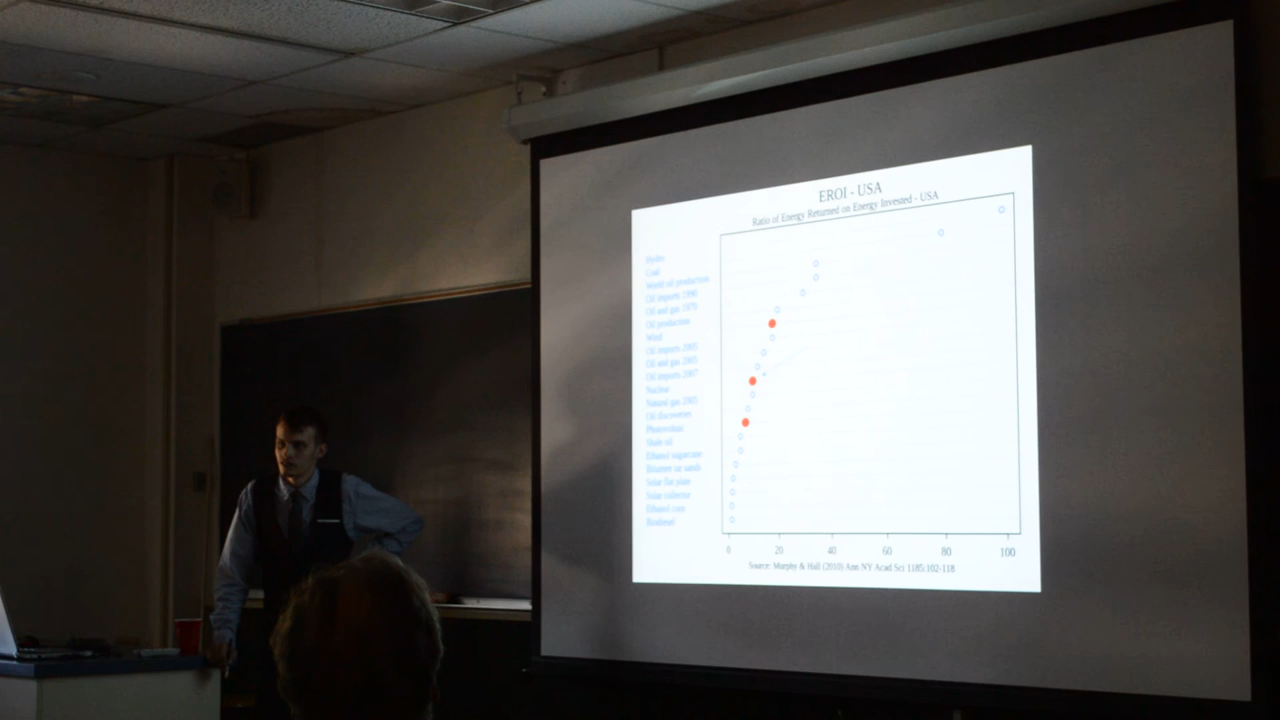 EROI - USA
Ratio of Energy Returned on Energy Invested - USA
Hydro
Coal
World oil production
Oil imports 1990
Oil and gas 1970
Oil production
Wind
Oil imports 2005
Oil and gas 2005
Oil imports 2007
Nuclear
Natural gas 2005
Oil discoveries
Photovoltaic
Shale oil
Ethanol sugarcane
Bitumen tar sands
Solar flat plate
Solar collector
Ethanol corn
Biodiesel
0 20 40 60 80 100
Source: Murphy & Hall (2010) Ann NY Acad Sci 1185:102-118